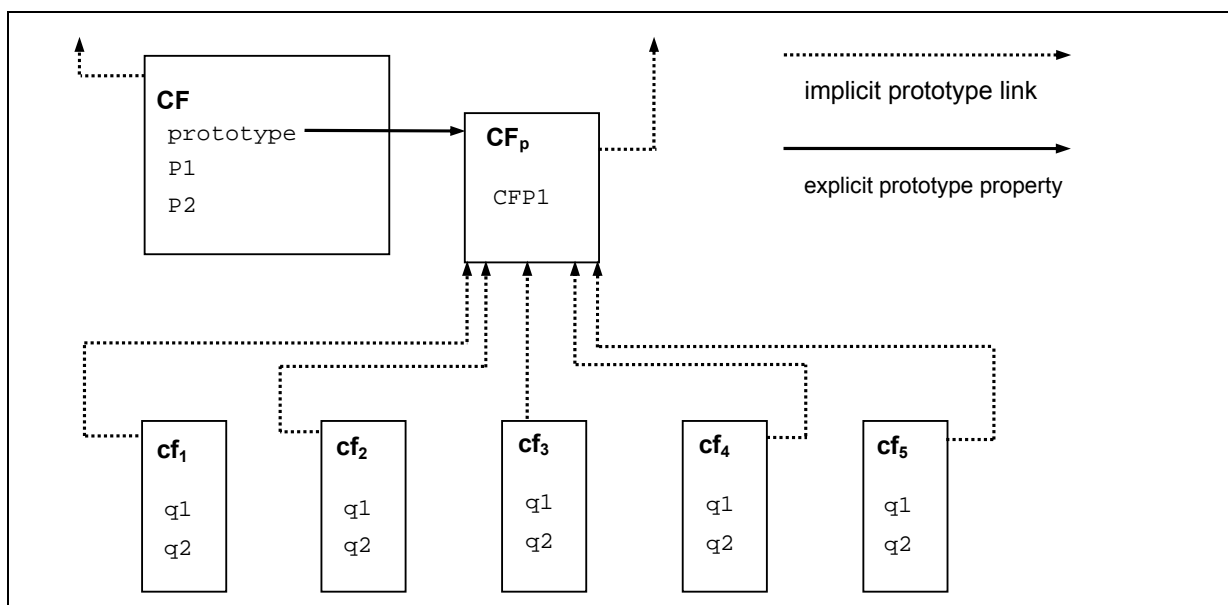 CF
prototype
P1
P2
CFp
CFP1
implicit prototype link
explicit prototype property
cf1
q1
q2
cf2
q1
q2
cf3
q1
q2
cf4
q1
q2
cf5
q1
q2